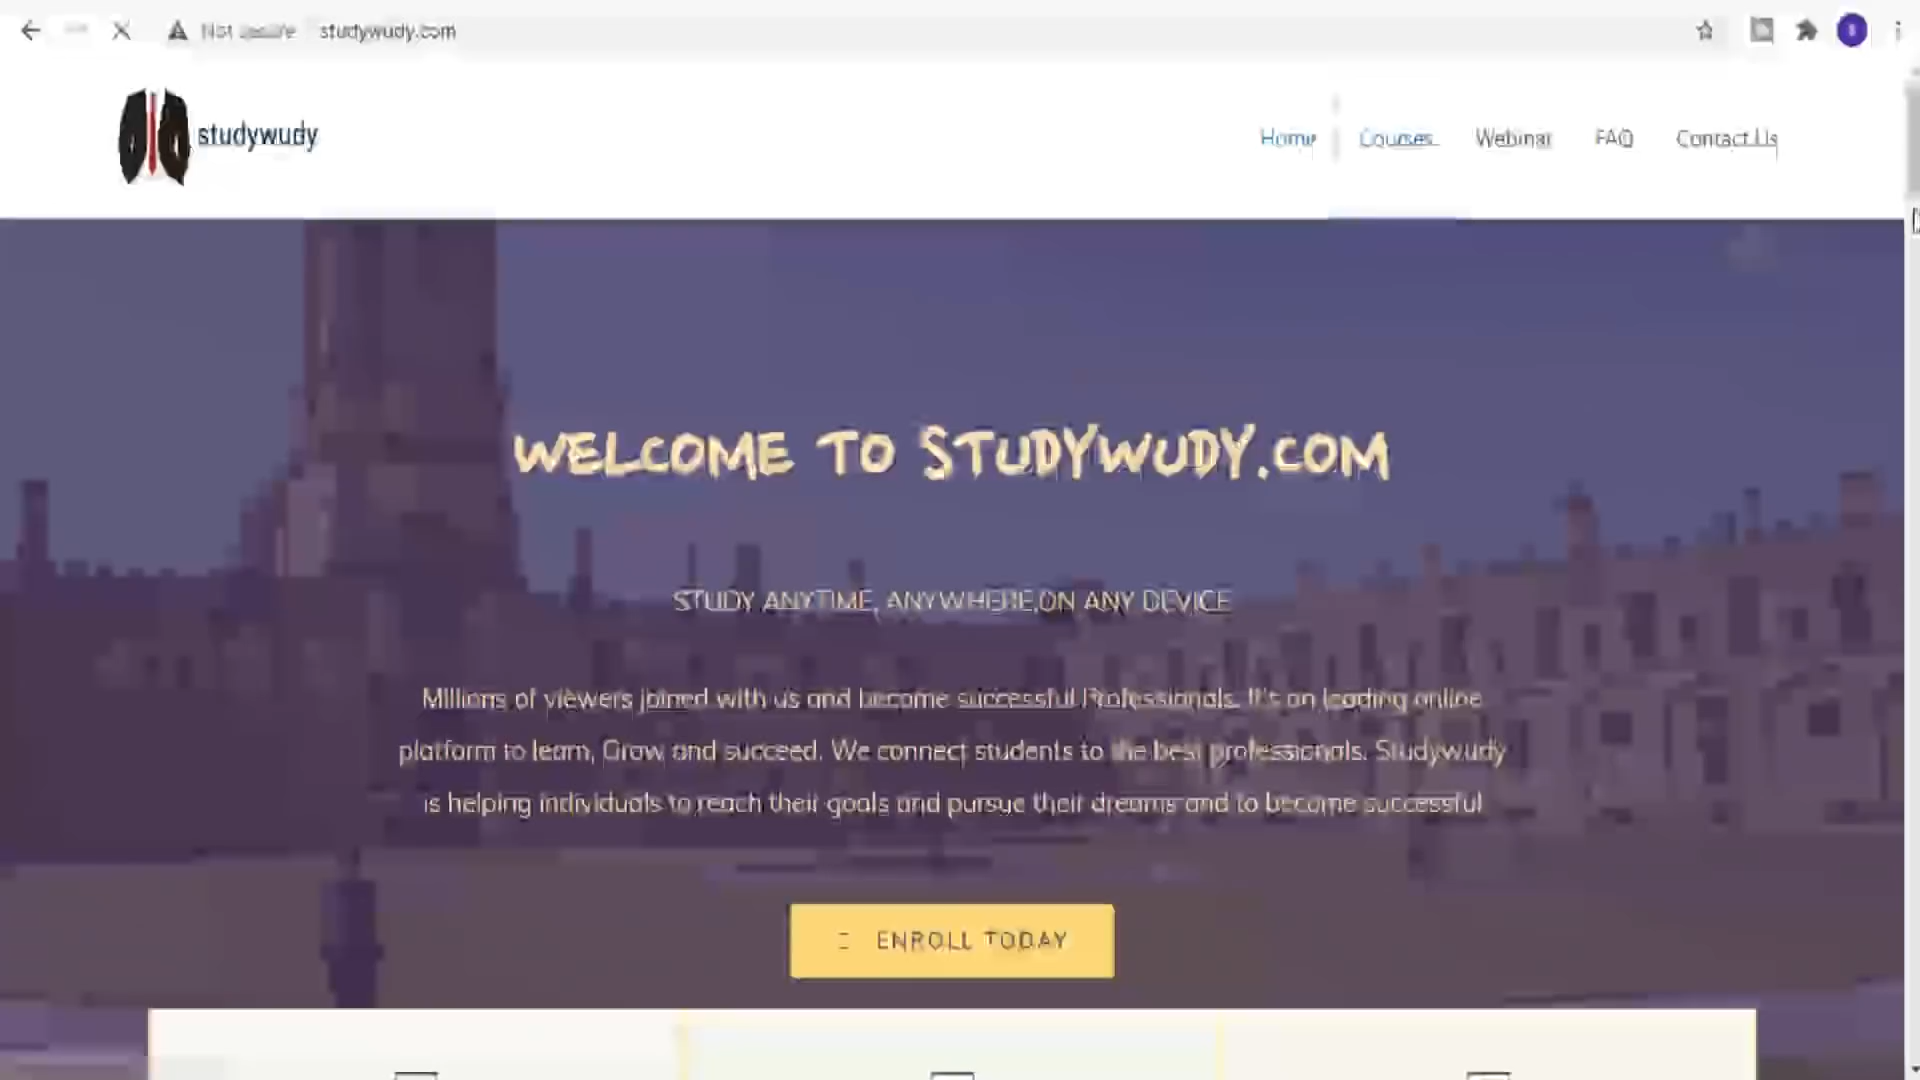 Not secure studywudy.com
studywudy
Home Courses Webinar FAQ Contact Us
WELCOME TO STUDYWUDY.COM
STUDY ANYTIME, ANYWHERE,ON ANY DEVICE
Millions of viewers joined with us and become successful Professionals. It's an leading online
platform to learn, Grow and succeed. We connect students to the best professionals. Studywudy
is helping individuals to reach their goals and pursue their dreams and to become successful
ENROLL TODAY